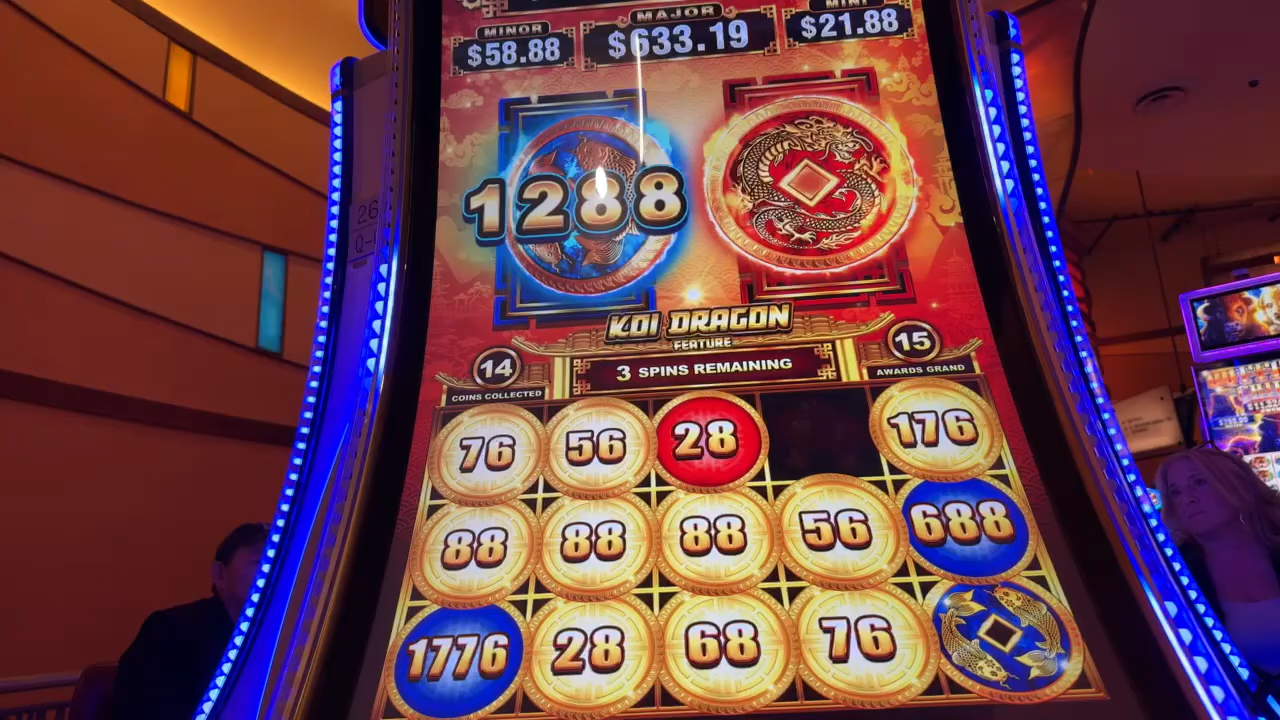 MINOR
$58.88
MAJOR
$633.19
MINI
$21.88
1288
KOI DRAGON
FEATURE
14
COINS COLLECTED
3 SPINS REMAINING
15
AWARDS GRAND
76 56 28 176
88 88 88 56 688
1776 28 68 76
26